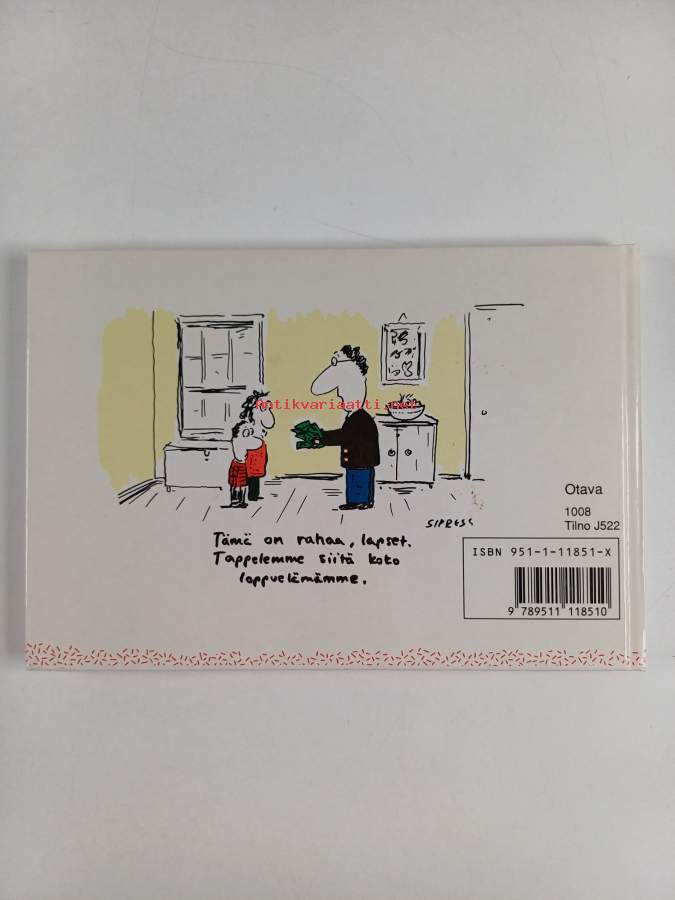 antikvariaatti.net
SIPRESS
Tämä on rahaa, lapset.
Tappelemme siitä koko
loppuelämämme.
Otava
1008
Tilno J522
ISBN 951-1-11851-X
9 789511 118510